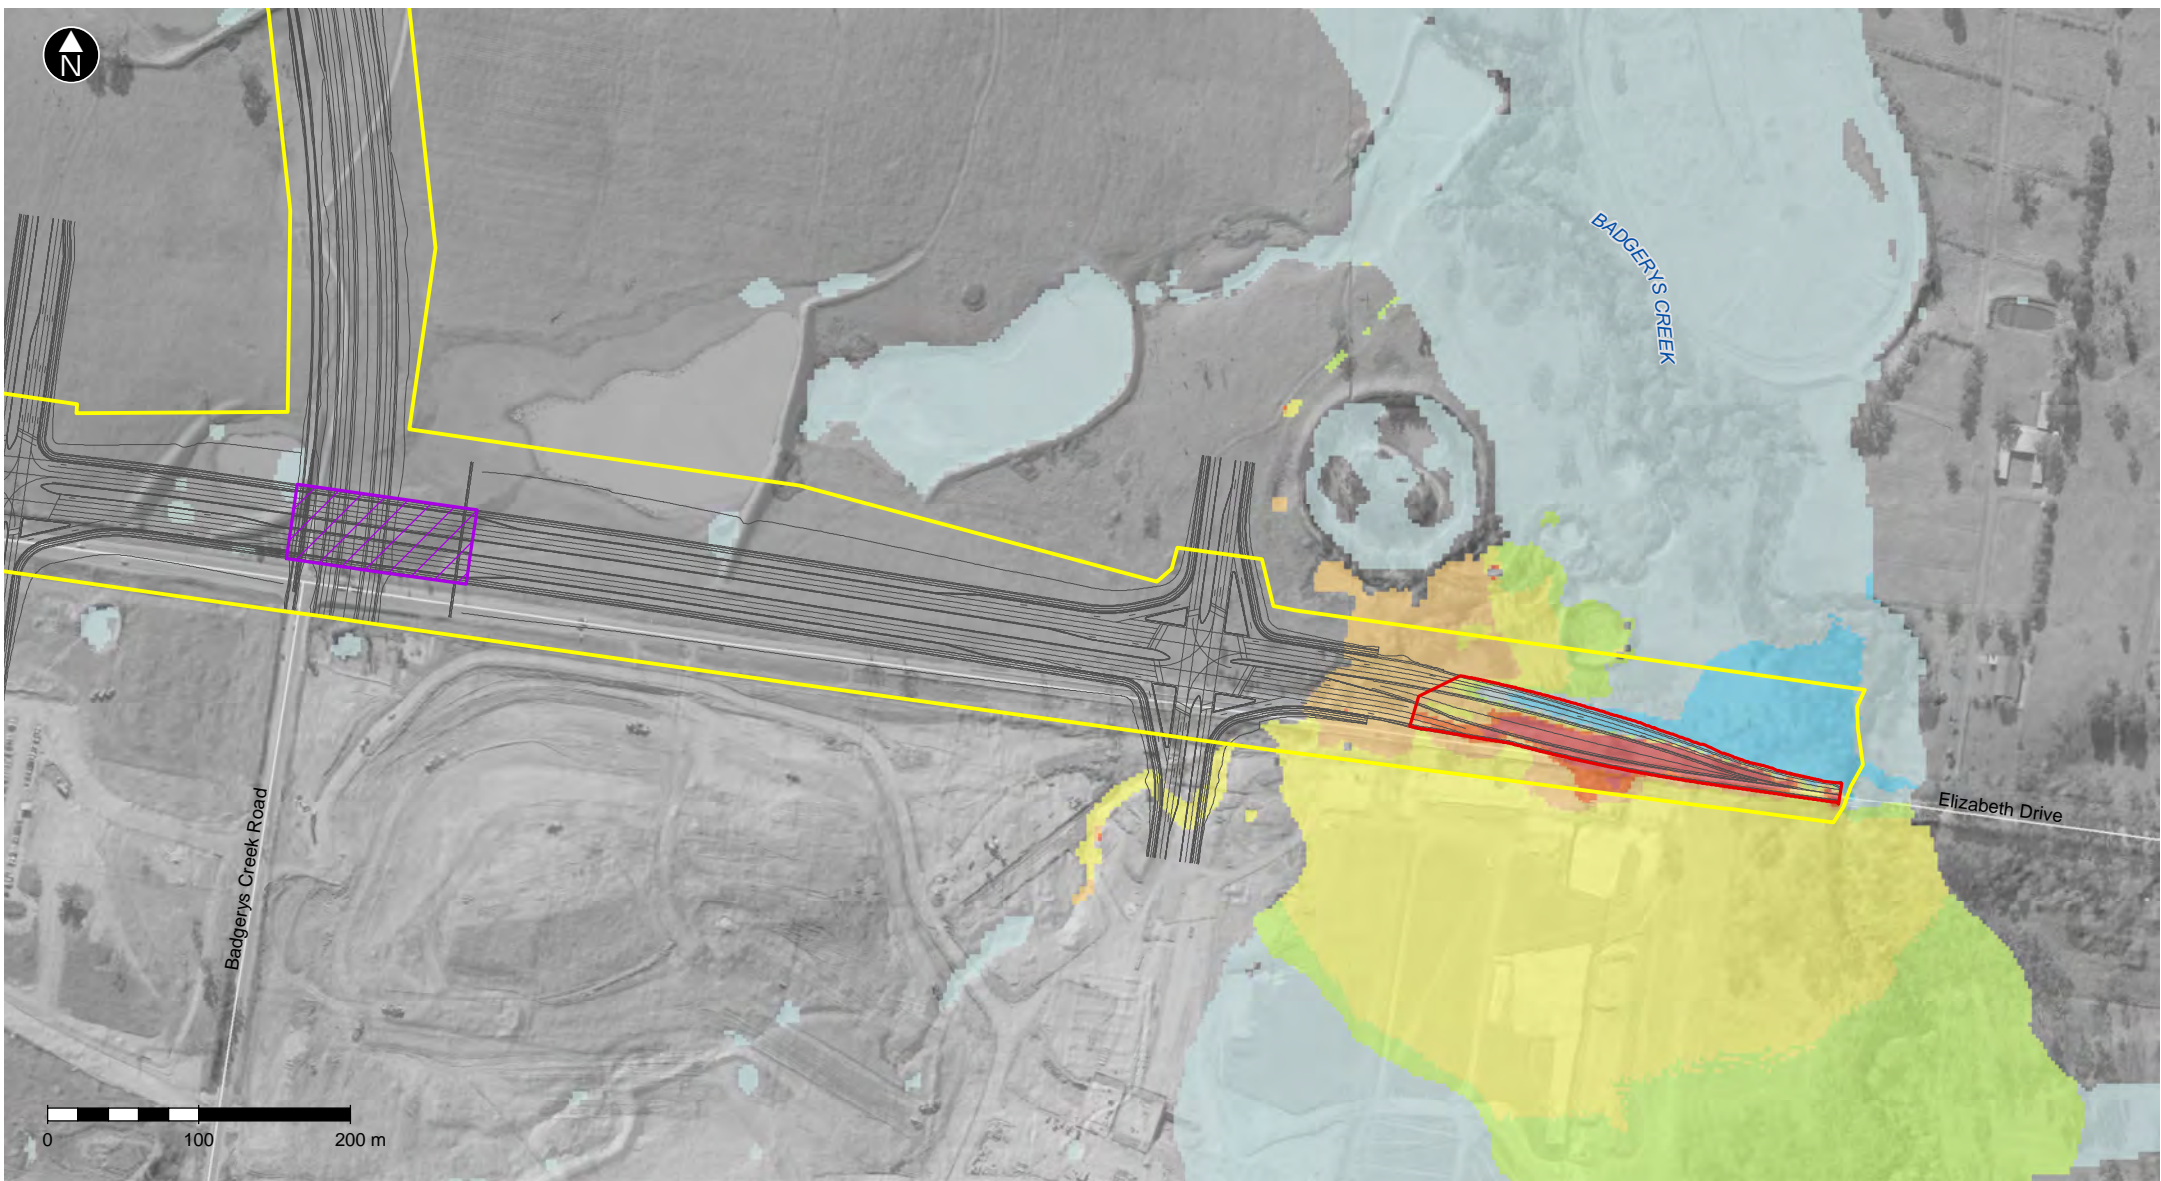 N
BADGERYS CREEK
Elizabeth Drive
Badgerys Creek Road
0 100 200 m